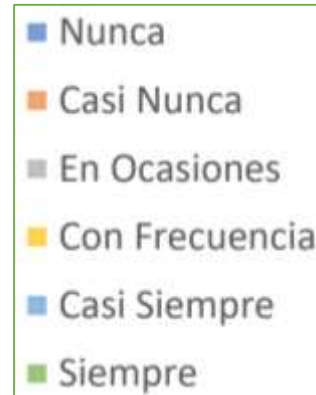 Nunca
Casi Nunca
En Ocasiones
Con Frecuencia
Casi Siempre
Siempre